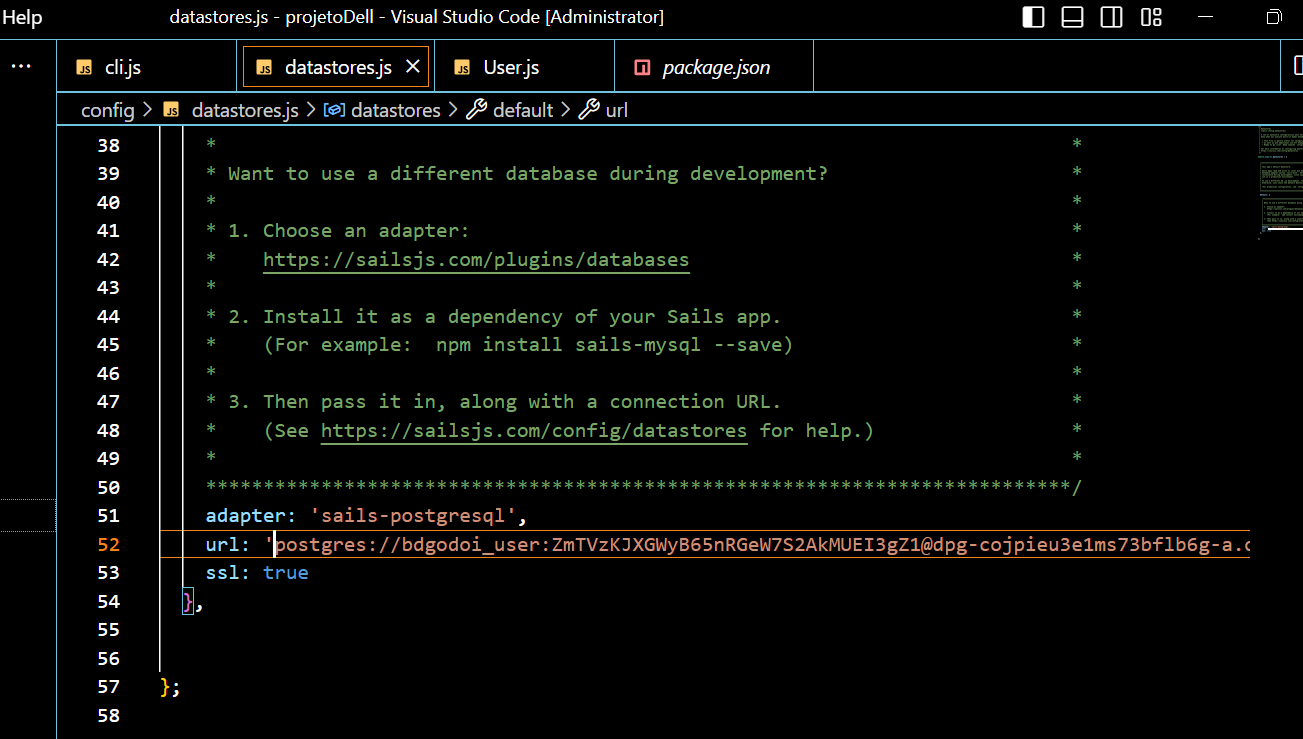 Help datastores.js - projetoDell - Visual Studio Code [Administrator]
cli.js datastores.js User.js package.json
config > datastores.js > datastores > default > url
38 * *
39 * Want to use a different database during development? *
40 * *
41 * 1. Choose an adapter: *
42 * https://sailsjs.com/plugins/databases *
43 * *
44 * 2. Install it as a dependency of your Sails app. *
45 * (For example: npm install sails-mysql --save) *
46 * *
47 * 3. Then pass it in, along with a connection URL. *
48 * (See https://sailsjs.com/config/datastores for help.) *
49 * *
50 ***************************************************************************/
51 adapter: 'sails-postgresql',
52 url: 'postgres://bdgodoi_user:ZmTVzKJXGWyB65nRGeW7S2AkMUEI3gZ1@dpg-cojpieu3e1ms73bflb6g-a.c
53 ssl: true
54 },
55
56
57 };
58